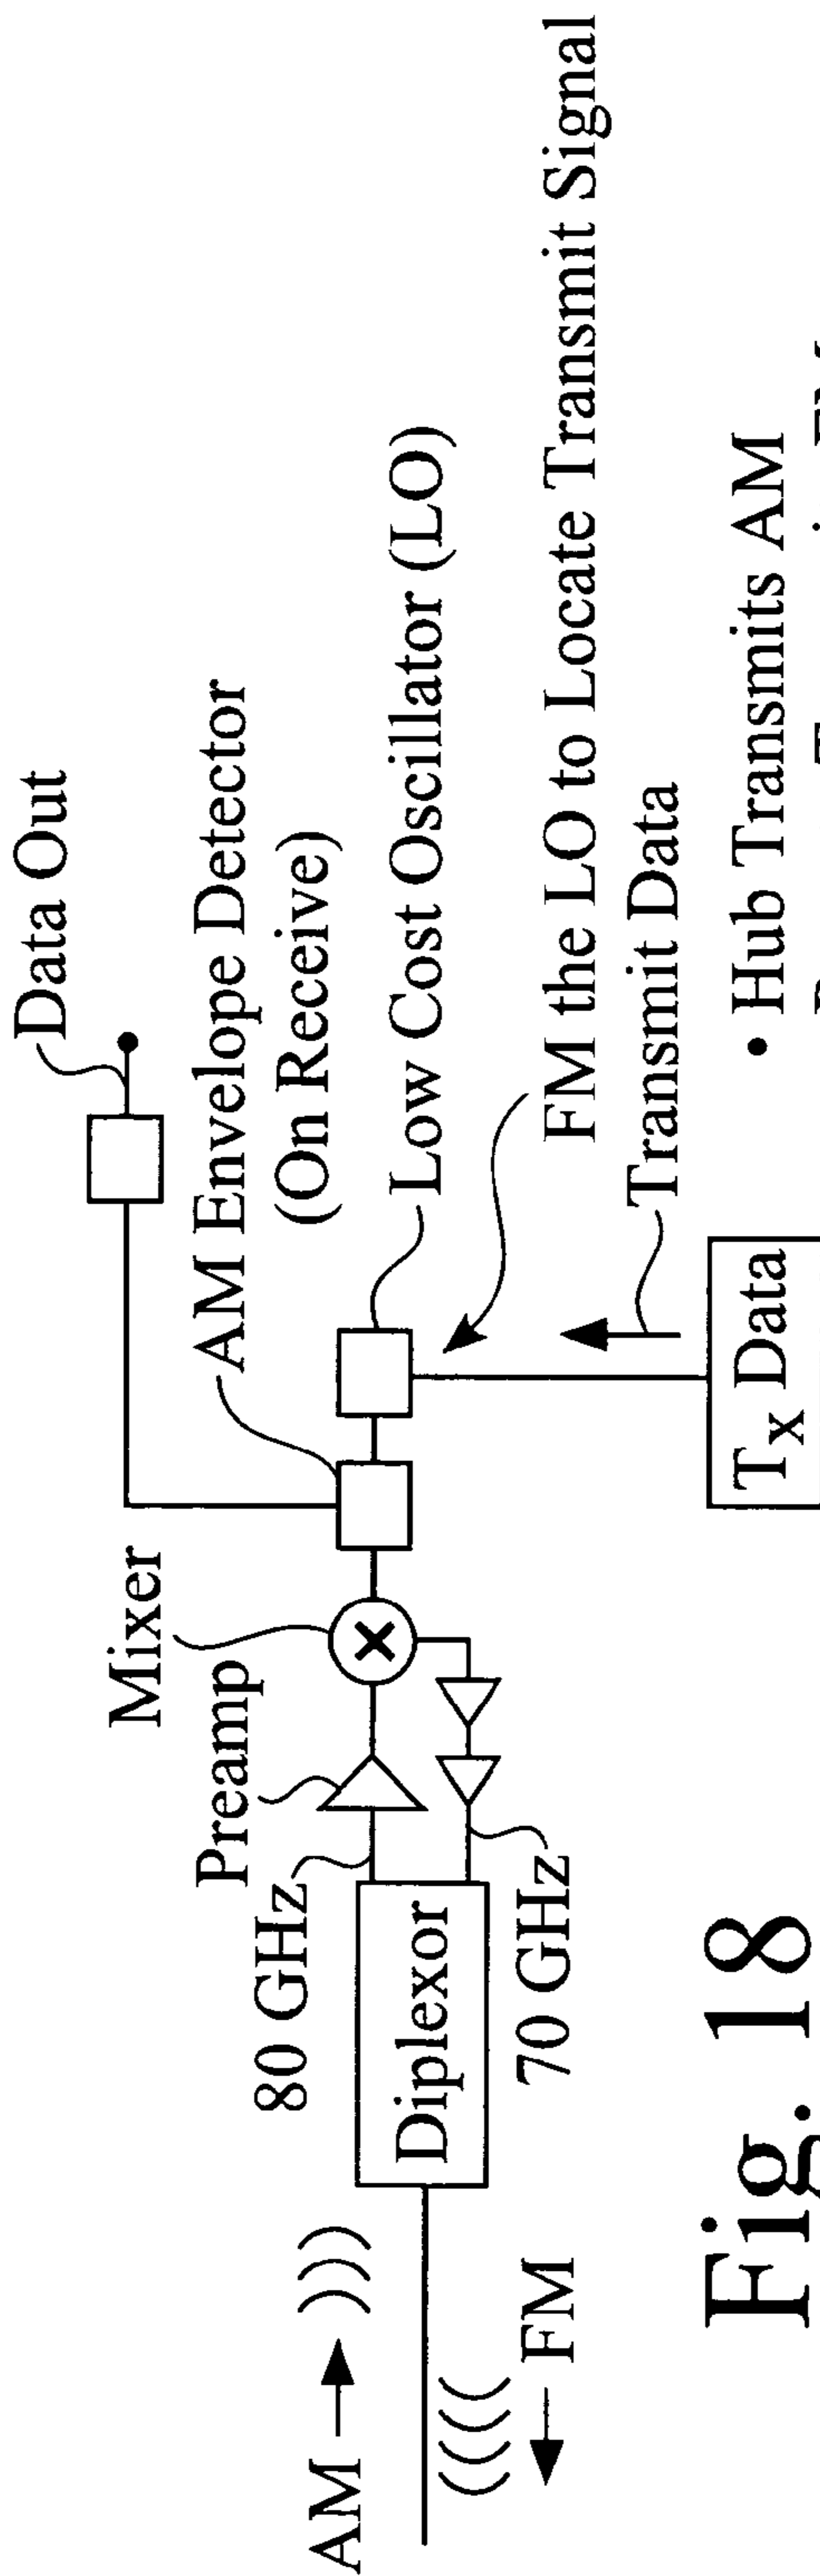 Data Out
AM Envelope Detector
(On Receive)
Low Cost Oscillator (LO)
FM the LO to Locate Transmit Signal
Transmit Data
Mixer
Preamp
80 GHz
Diplexor
70 GHz
AM
FM
Tx Data
• Hub Transmits AM
Fig. 18